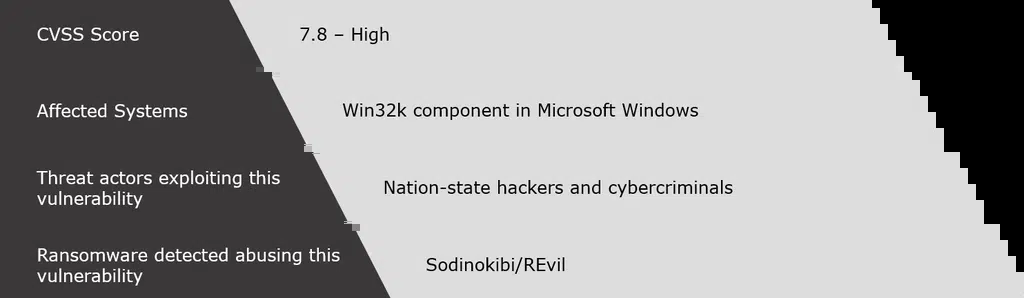 CVSS Score
7.8 – High
Affected Systems
Win32k component in Microsoft Windows
Threat actors exploiting this
vulnerability
Nation-state hackers and cybercriminals
Ransomware detected abusing this
vulnerability
Sodinokibi/REvil